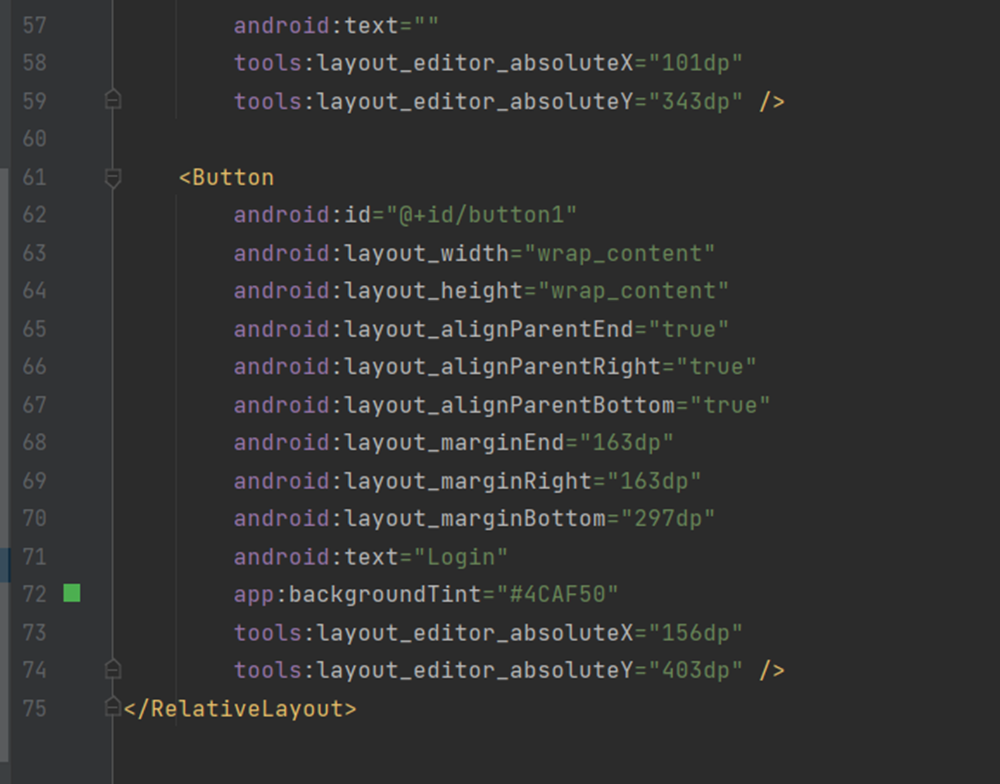 57 android:text=""
58 tools:layout_editor_absoluteX="101dp"
59 tools:layout_editor_absoluteY="343dp" />
60
61 <Button
62 android:id="@+id/button1"
63 android:layout_width="wrap_content"
64 android:layout_height="wrap_content"
65 android:layout_alignParentEnd="true"
66 android:layout_alignParentRight="true"
67 android:layout_alignParentBottom="true"
68 android:layout_marginEnd="163dp"
69 android:layout_marginRight="163dp"
70 android:layout_marginBottom="297dp"
71 android:text="Login"
72 app:backgroundTint="#4CAF50"
73 tools:layout_editor_absoluteX="156dp"
74 tools:layout_editor_absoluteY="403dp" />
75 </RelativeLayout>